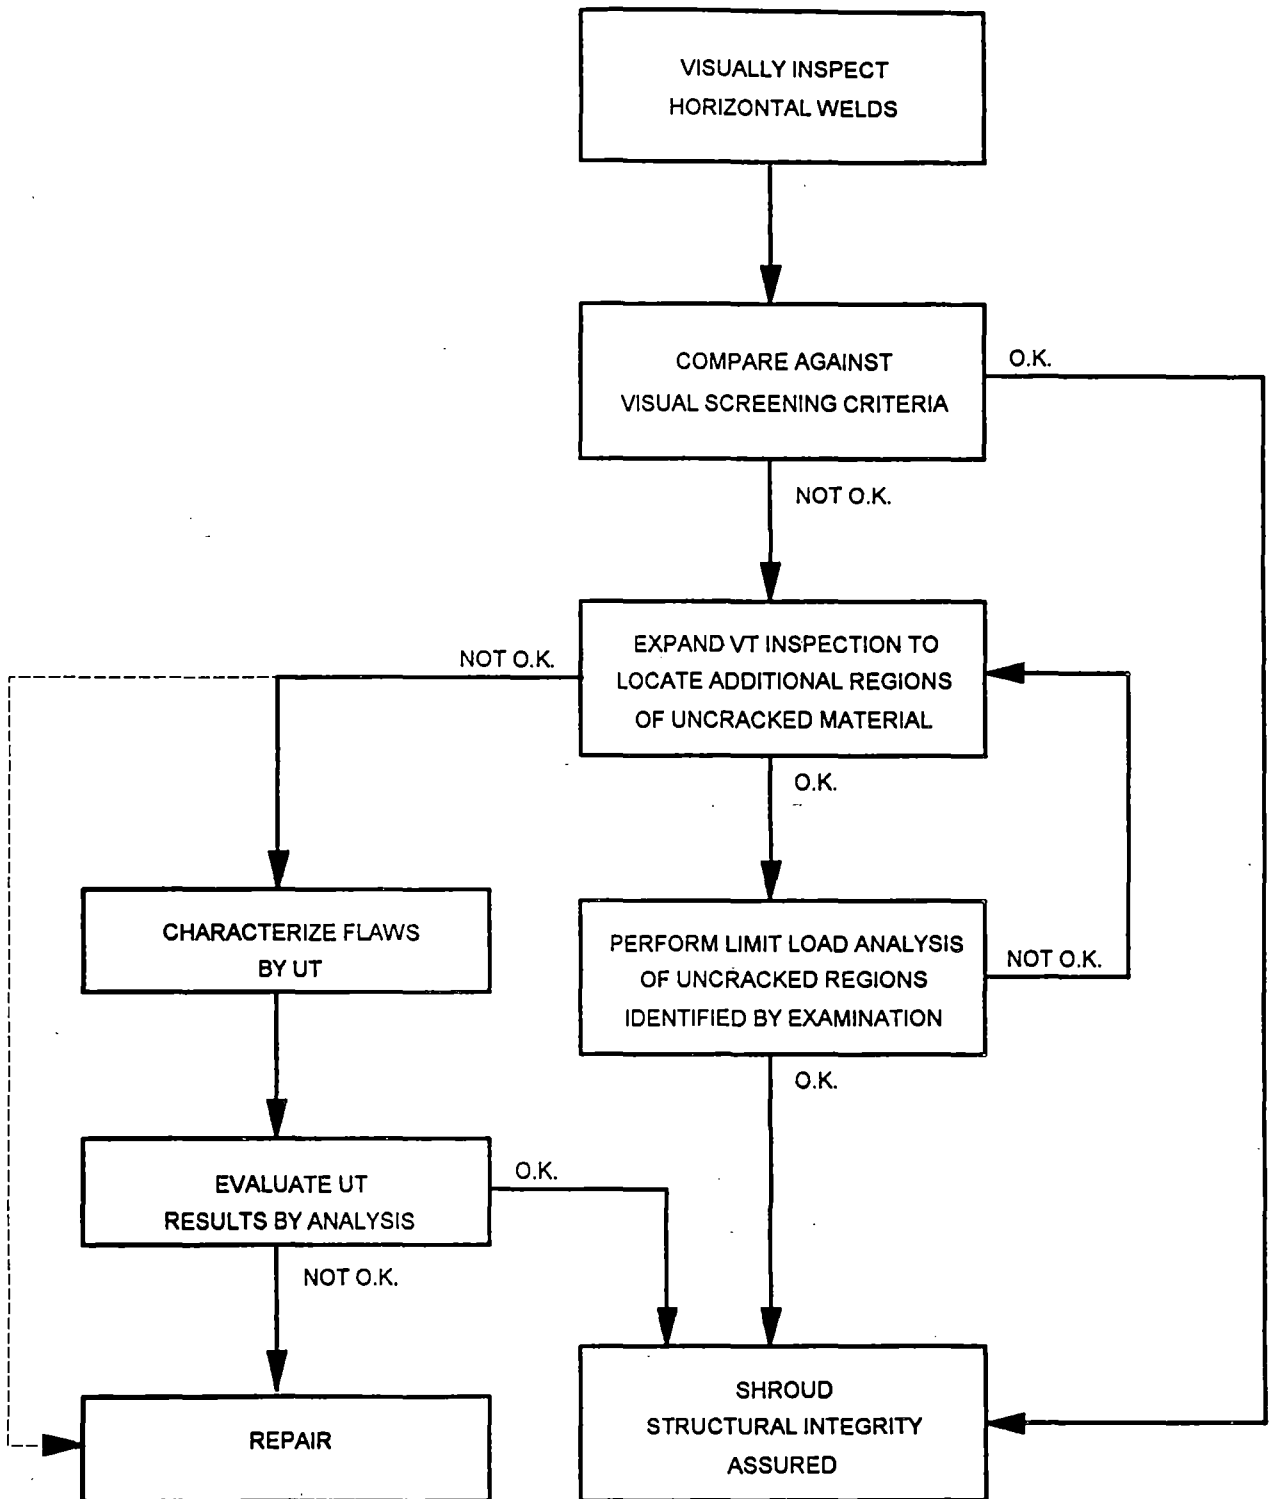 VISUALLY INSPECT
HORIZONTAL WELDS
COMPARE AGAINST
VISUAL SCREENING CRITERIA
O.K.
NOT O.K.
EXPAND VT INSPECTION TO
LOCATE ADDITIONAL REGIONS
OF UNCRACKED MATERIAL
NOT O.K.
O.K.
CHARACTERIZE FLAWS
BY UT
PERFORM LIMIT LOAD ANALYSIS
OF UNCRACKED REGIONS
IDENTIFIED BY EXAMINATION
NOT O.K.
O.K.
EVALUATE UT
RESULTS BY ANALYSIS
O.K.
NOT O.K.
REPAIR
SHROUD
STRUCTURAL INTEGRITY
ASSURED